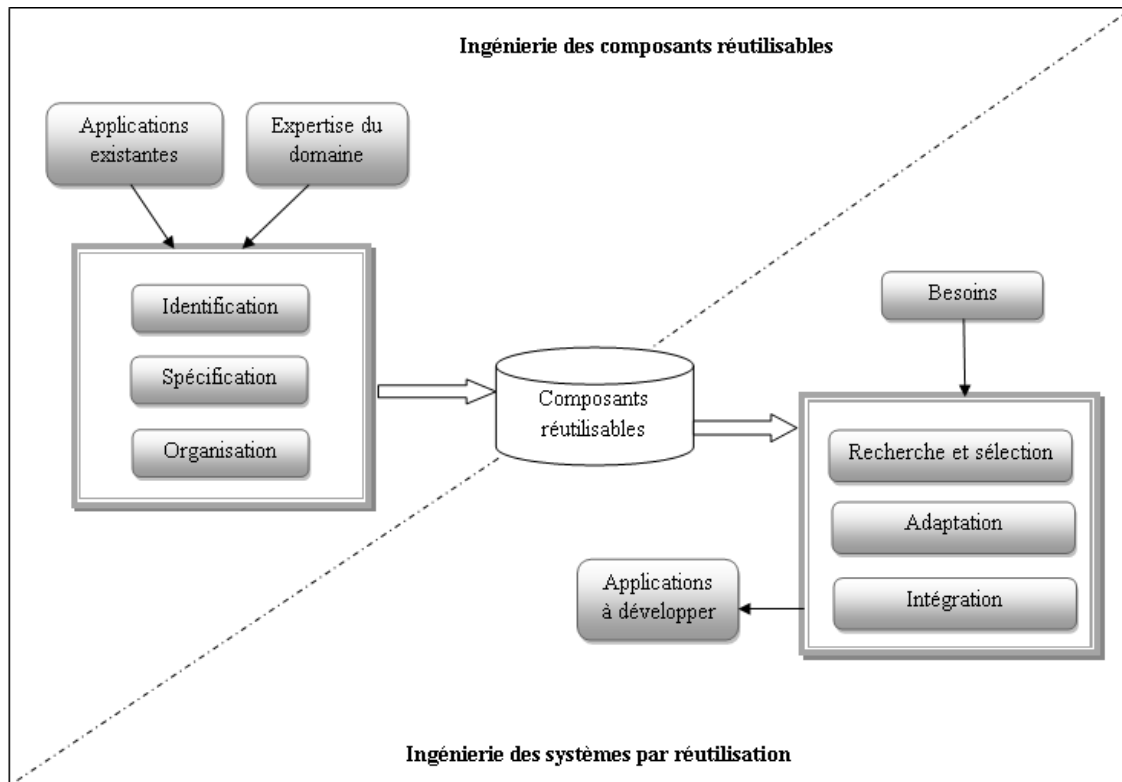 Ingénierie des composants réutilisables
Applications
existantes
Expertise du
domaine
Identification
Spécification
Organisation
Composants
réutilisables
Besoins
Recherche et sélection
Adaptation
Intégration
Applications
à développer
Ingénierie des systèmes par réutilisation